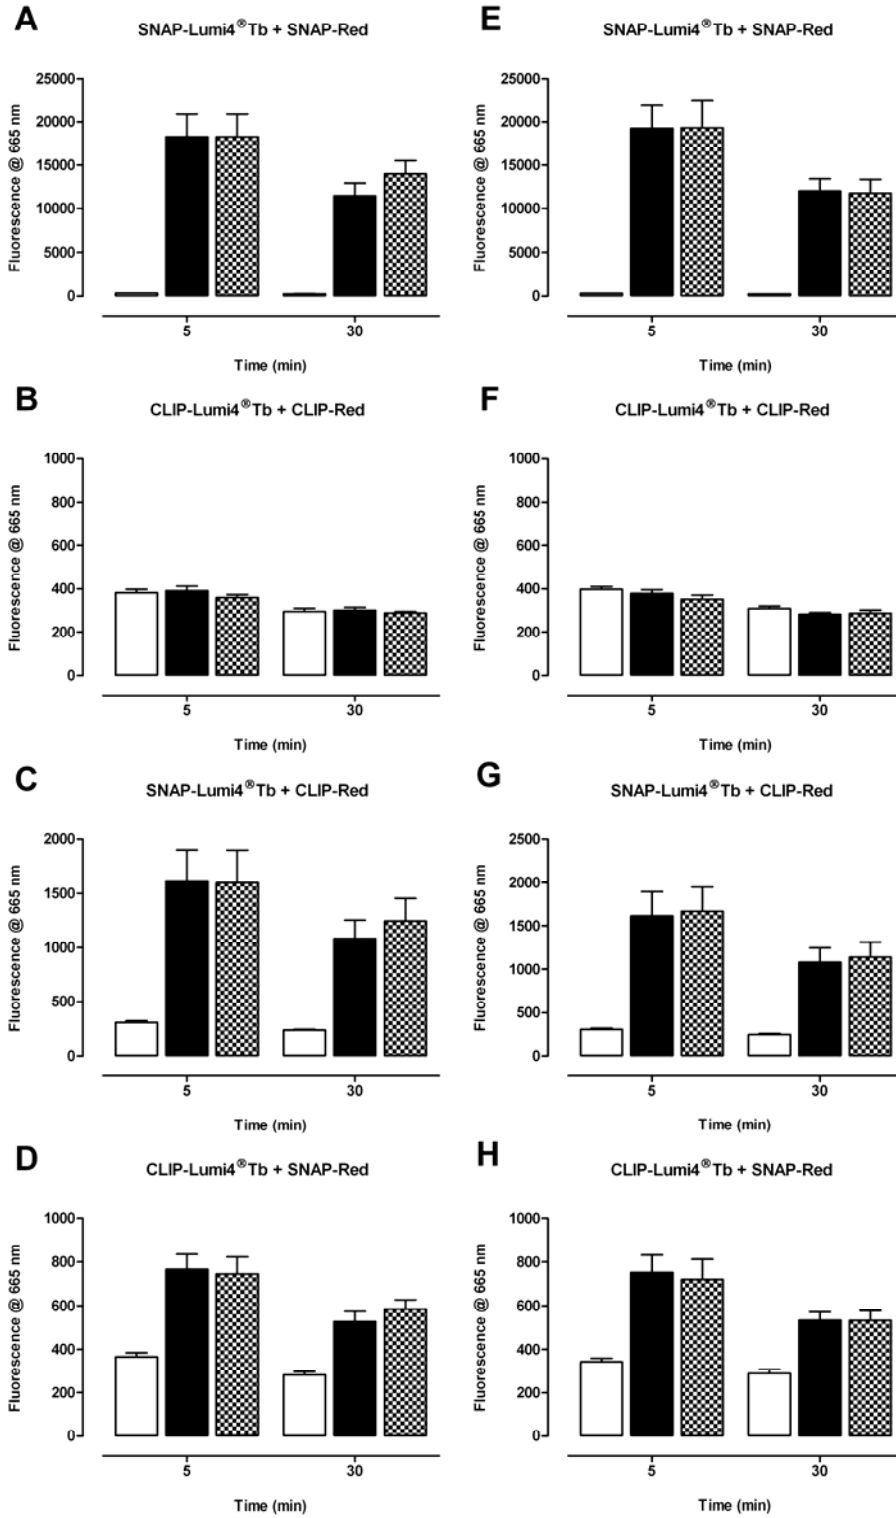 A
SNAP-Lumi4®Tb + SNAP-Red
Fluorescence @ 665 nm
25000
20000
15000
10000
5000
0
5
30
Time (min)
E
SNAP-Lumi4®Tb + SNAP-Red
Fluorescence @ 665 nm
25000
20000
15000
10000
5000
0
5
30
Time (min)
B
CLIP-Lumi4®Tb + CLIP-Red
Fluorescence @ 665 nm
1000
800
600
400
200
0
5
30
Time (min)
F
CLIP-Lumi4®Tb + CLIP-Red
Fluorescence @ 665 nm
1000
800
600
400
200
0
5
30
Time (min)
C
SNAP-Lumi4®Tb + CLIP-Red
Fluorescence @ 665 nm
2000
1500
1000
500
0
5
30
Time (min)
G
SNAP-Lumi4®Tb + CLIP-Red
Fluorescence @ 665 nm
2500
2000
1500
1000
500
0
5
30
Time (min)
D
CLIP-Lumi4®Tb + SNAP-Red
Fluorescence @ 665 nm
1000
800
600
400
200
0
5
30
Time (min)
H
CLIP-Lumi4®Tb + SNAP-Red
Fluorescence @ 665 nm
1000
800
600
400
200
0
5
30
Time (min)